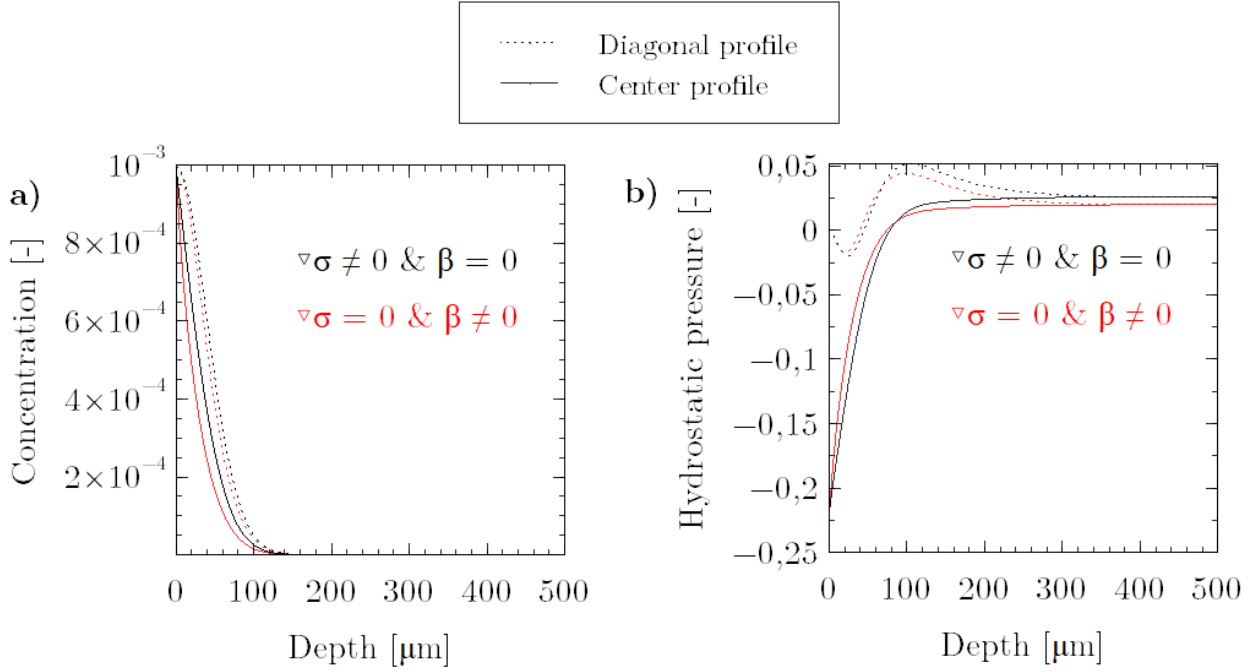 Diagonal profile
Center profile
a)
Concentration [-]
10⁻³
8×10⁻⁴
6×10⁻⁴
4×10⁻⁴
2×10⁻⁴
▽σ ≠ 0 & β = 0
▽σ = 0 & β ≠ 0
0 100 200 300 400 500
Depth [μm]
b)
Hydrostatic pressure [-]
0,05
0
−0,05
−0,1
−0,15
−0,2
−0,25
▽σ ≠ 0 & β = 0
▽σ = 0 & β ≠ 0
0 100 200 300 400 500
Depth [μm]